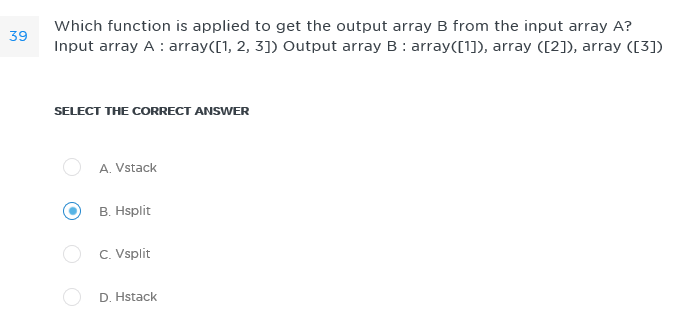 39
Which function is applied to get the output array B from the input array A?
Input array A : array([1, 2, 3]) Output array B : array([1]), array ([2]), array ([3])
SELECT THE CORRECT ANSWER
A. Vstack
B. Hsplit
C. Vsplit
D. Hstack